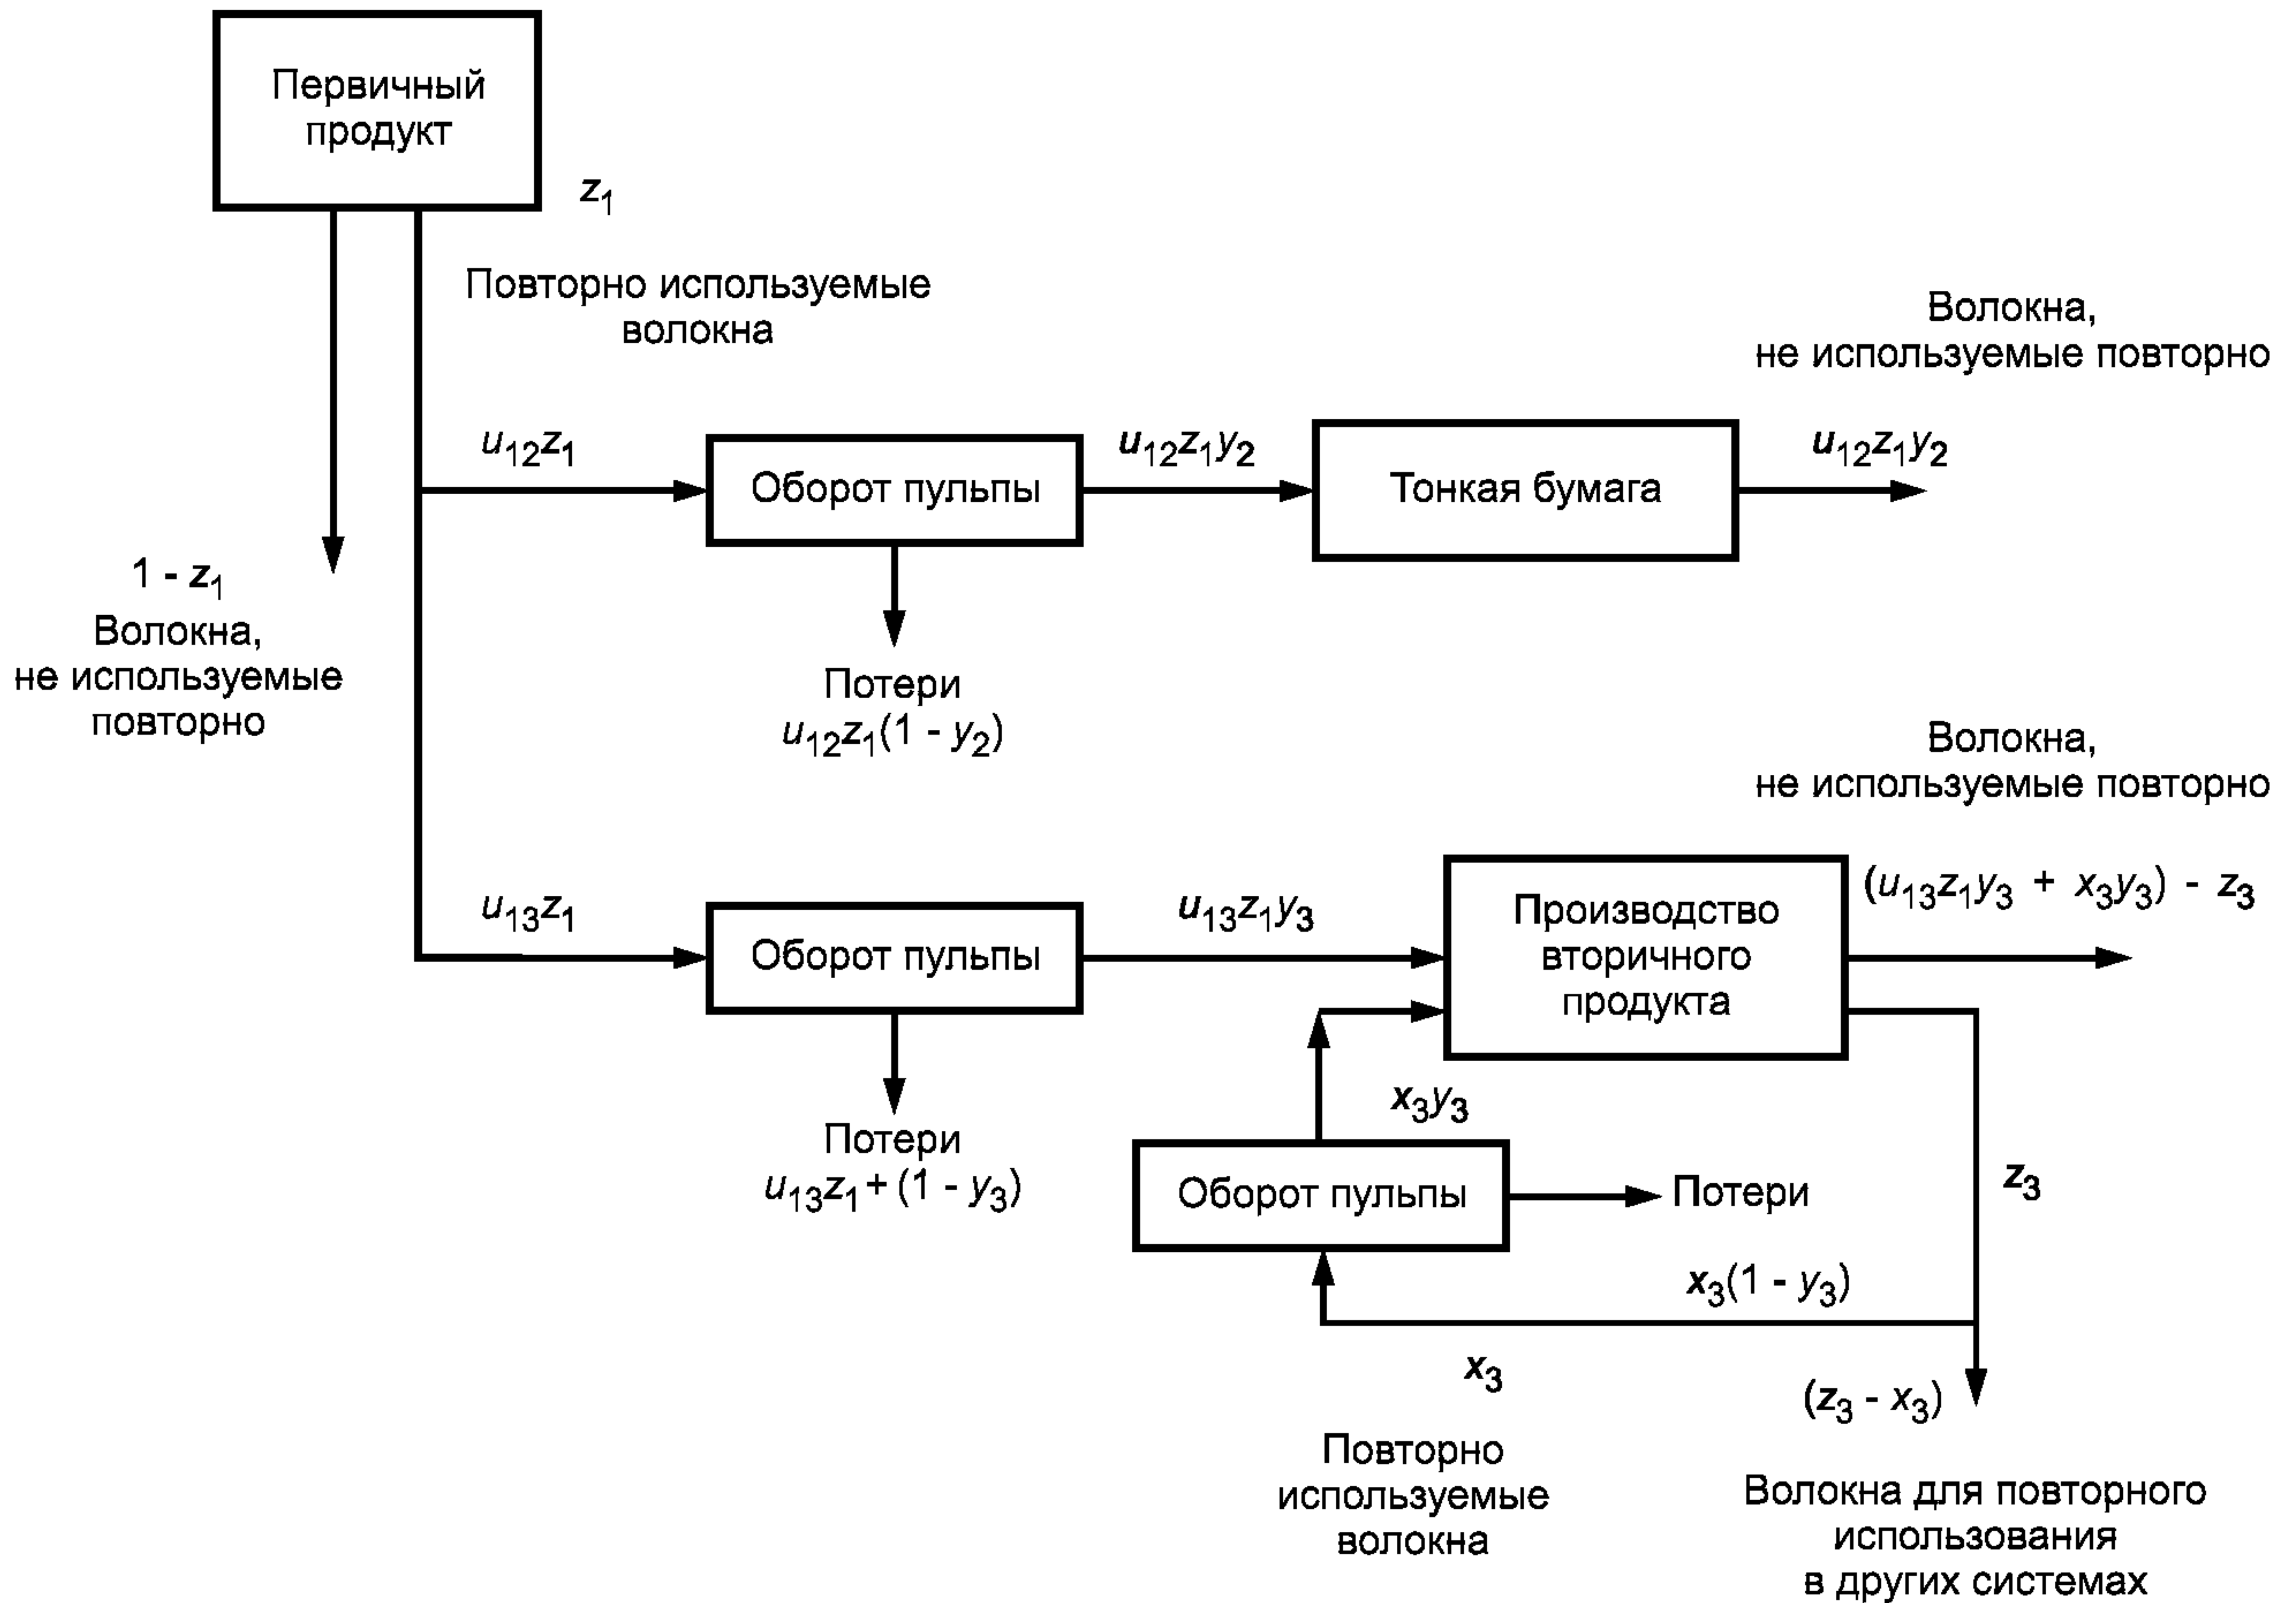 Первичный
продукт
z₁
Повторно используемые
волокна
Волокна,
не используемые повторно
u₁₂z₁
Оборот пульпы
u₁₂z₁y₂
Тонкая бумага
u₁₂z₁y₂
1 - z₁
Волокна,
не используемые
повторно
Потери
u₁₂z₁(1 - y₂)
Волокна,
не используемые повторно
u₁₃z₁
Оборот пульпы
u₁₃z₁y₃
Производство
вторичного
продукта
(u₁₃z₁y₃ + x₃y₃) - z₃
Потери
u₁₃z₁ + (1 - y₃)
x₃y₃
Оборот пульпы
Потери
z₃
x₃(1 - y₃)
x₃
(z₃ - x₃)
Повторно
используемые
волокна
Волокна для повторного
использования
в других системах